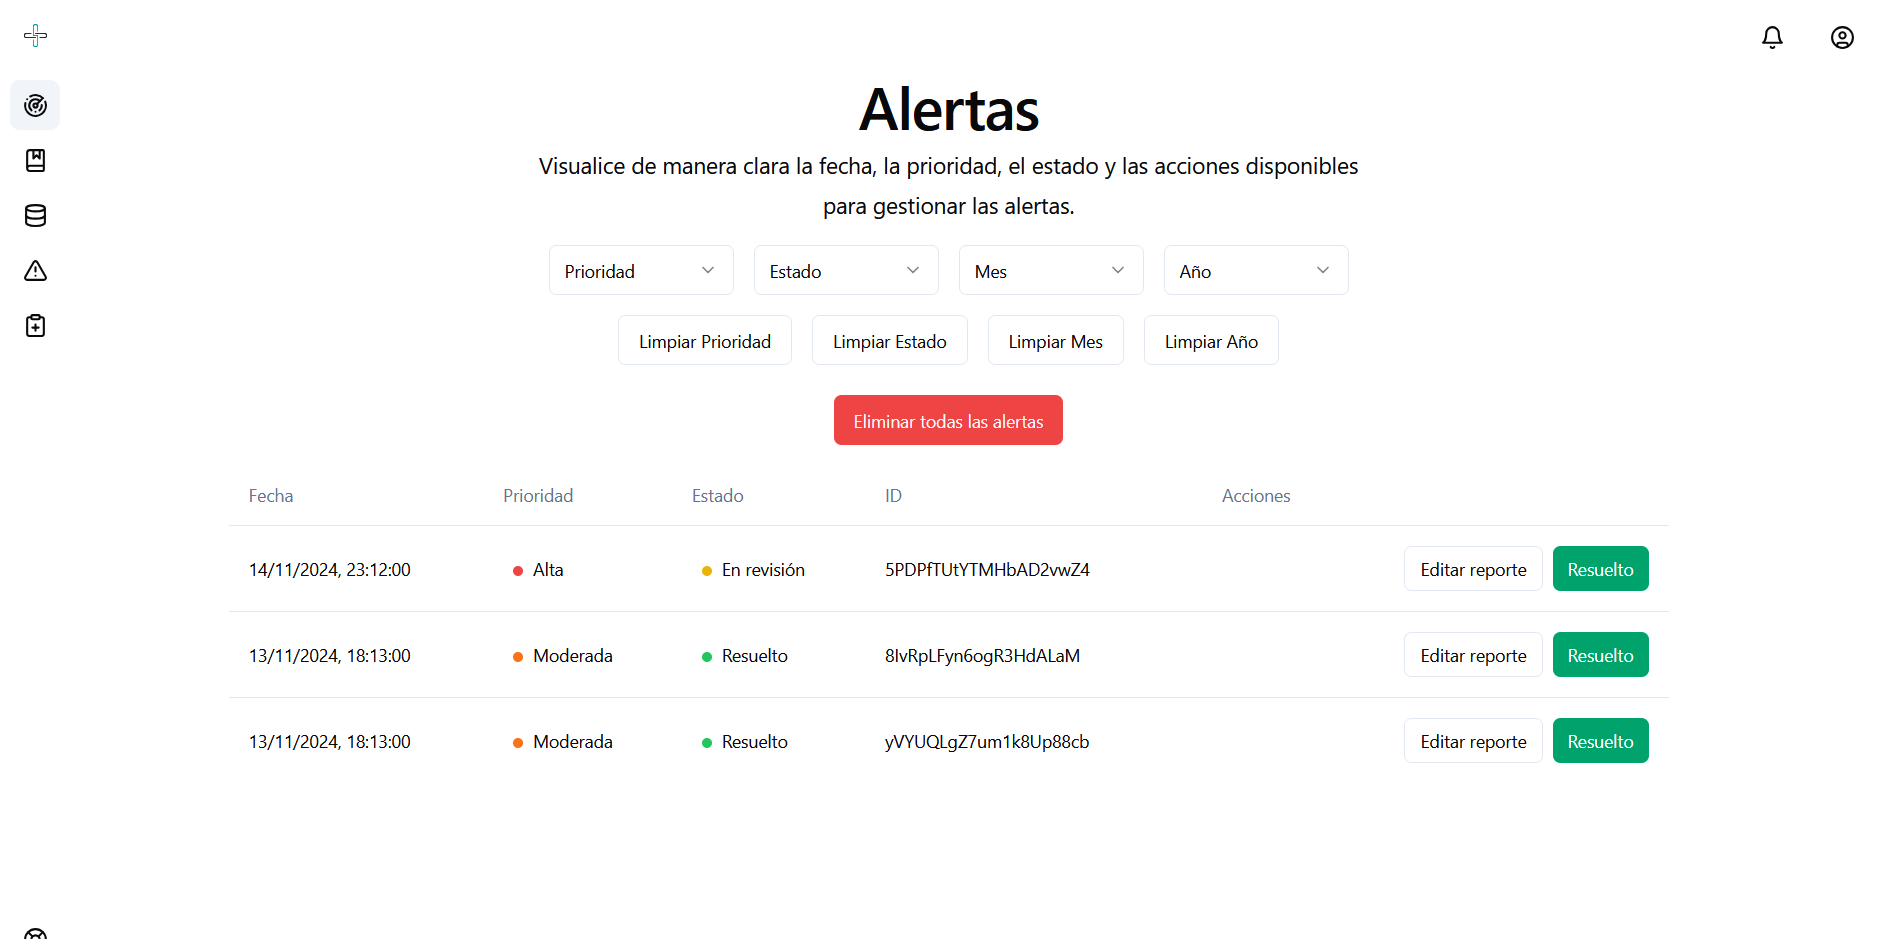 Alertas
Visualice de manera clara la fecha, la prioridad, el estado y las acciones disponibles
para gestionar las alertas.
Prioridad Estado Mes Año
Limpiar Prioridad Limpiar Estado Limpiar Mes Limpiar Año
Eliminar todas las alertas
Fecha Prioridad Estado ID Acciones
14/11/2024, 23:12:00 Alta En revisión 5PDPfTUtYTMHbAD2vwZ4 Editar reporte Resuelto
13/11/2024, 18:13:00 Moderada Resuelto 8lvRpLFyn6ogR3HdALaM Editar reporte Resuelto
13/11/2024, 18:13:00 Moderada Resuelto yVYUQLgZ7um1k8Up88cb Editar reporte Resuelto